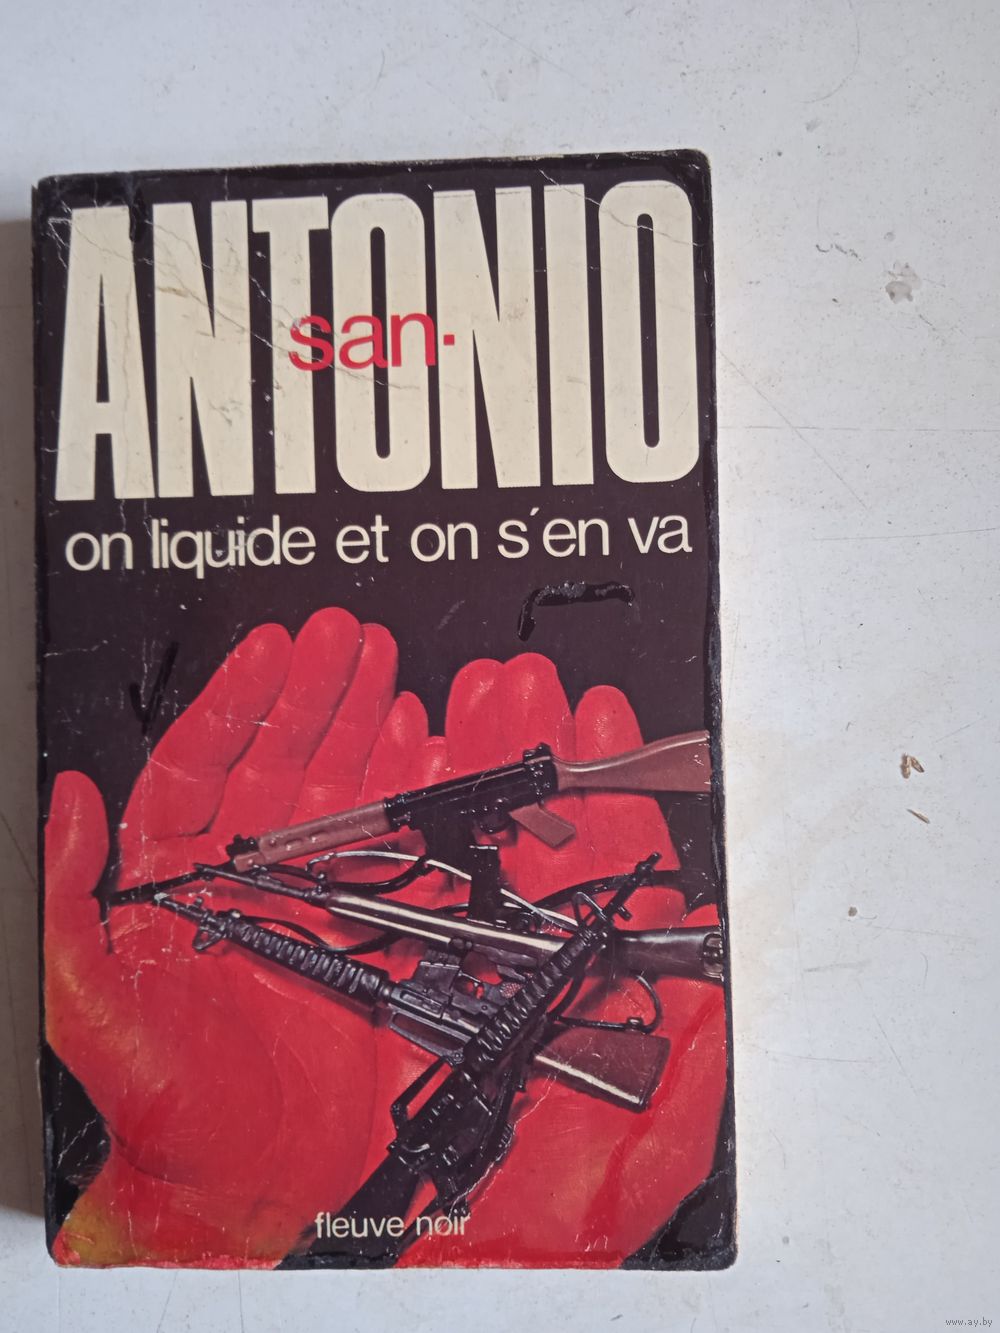 ANTONIO
san-
on liquide et on s'en va
fleuve noir
www.ay.by